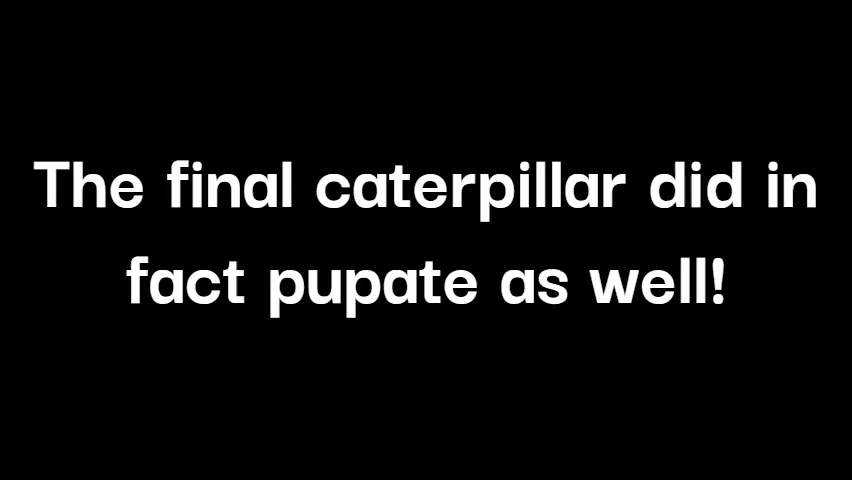 The final caterpillar did in
fact pupate as well!